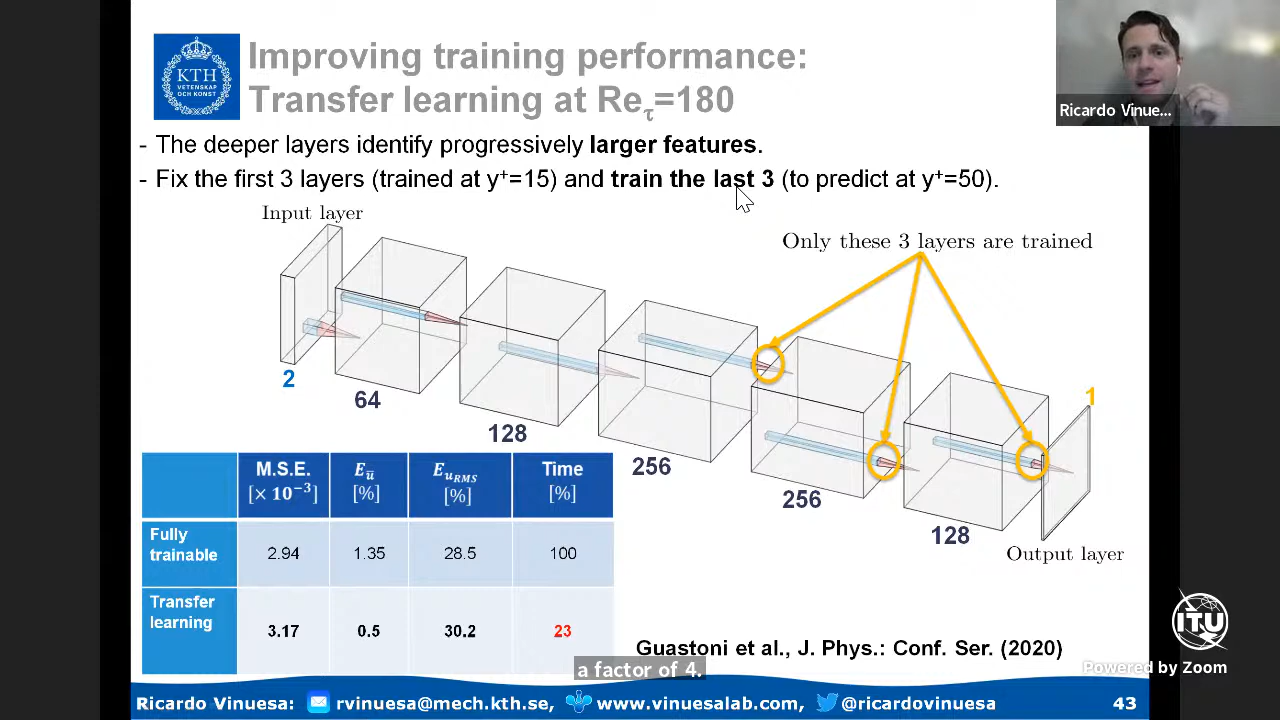 KTH
VETENSKAP
OCH KONST
Improving training performance:
Transfer learning at Reτ=180
Ricardo Vinue...
- The deeper layers identify progressively larger features.
- Fix the first 3 layers (trained at y+=15) and train the last 3 (to predict at y+=50).
Input layer
Only these 3 layers are trained
2
64
128
256
256
128
1
Output layer
M.S.E. [× 10⁻³] E_ū [%] E_uRMS [%] Time [%]
Fully trainable 2.94 1.35 28.5 100
Transfer learning 3.17 0.5 30.2 23
Guastoni et al., J. Phys.: Conf. Ser. (2020)
a factor of 4.
ITU
Powered by Zoom
Ricardo Vinuesa: rvinuesa@mech.kth.se, www.vinuesalab.com, @ricardovinuesa 43